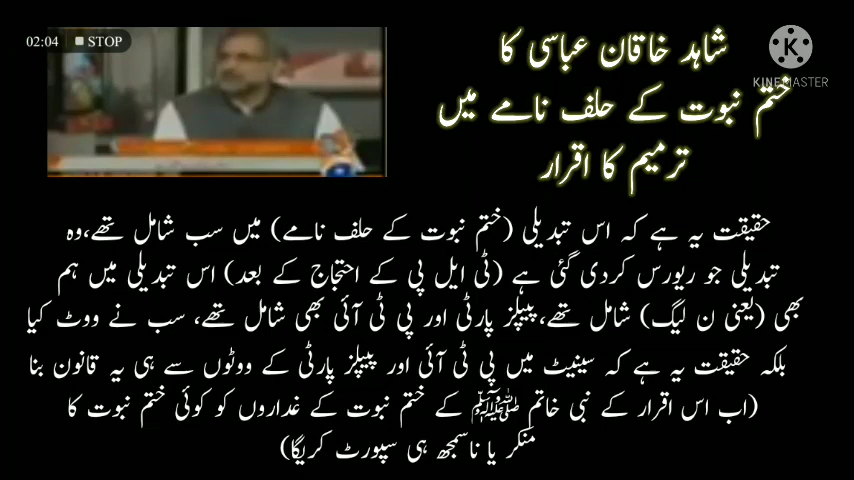 02:04 STOP
شاہد خاقان عباسی کا
ختم نبوت کے حلف نامے میں
ترمیم کا اقرار
KINEMASTER
حقیقت یہ ہے کہ اس تبدیلی (ختم نبوت کے حلف نامے) میں سب شامل تھے،وہ
تبدیلی جو ریورس کردی گئی ہے (ٹی ایل پی کے احتجاج کے بعد) اس تبدیلی میں ہم
بھی (یعنی ن لیگ) شامل تھے،پیپلز پارٹی اور پی ٹی آئی بھی شامل تھے، سب نے ووٹ کیا
بلکہ حقیقت یہ ہے کہ سینیٹ میں پی ٹی آئی اور پیپلز پارٹی کے ووٹوں سے ہی یہ قانون بنا
(اب اس اقرار کے نبی خاتم ﷺ کے ختم نبوت کے غداروں کو کوئی ختم نبوت کا
منکر یا ناسمجھ ہی سپورٹ کریگا)